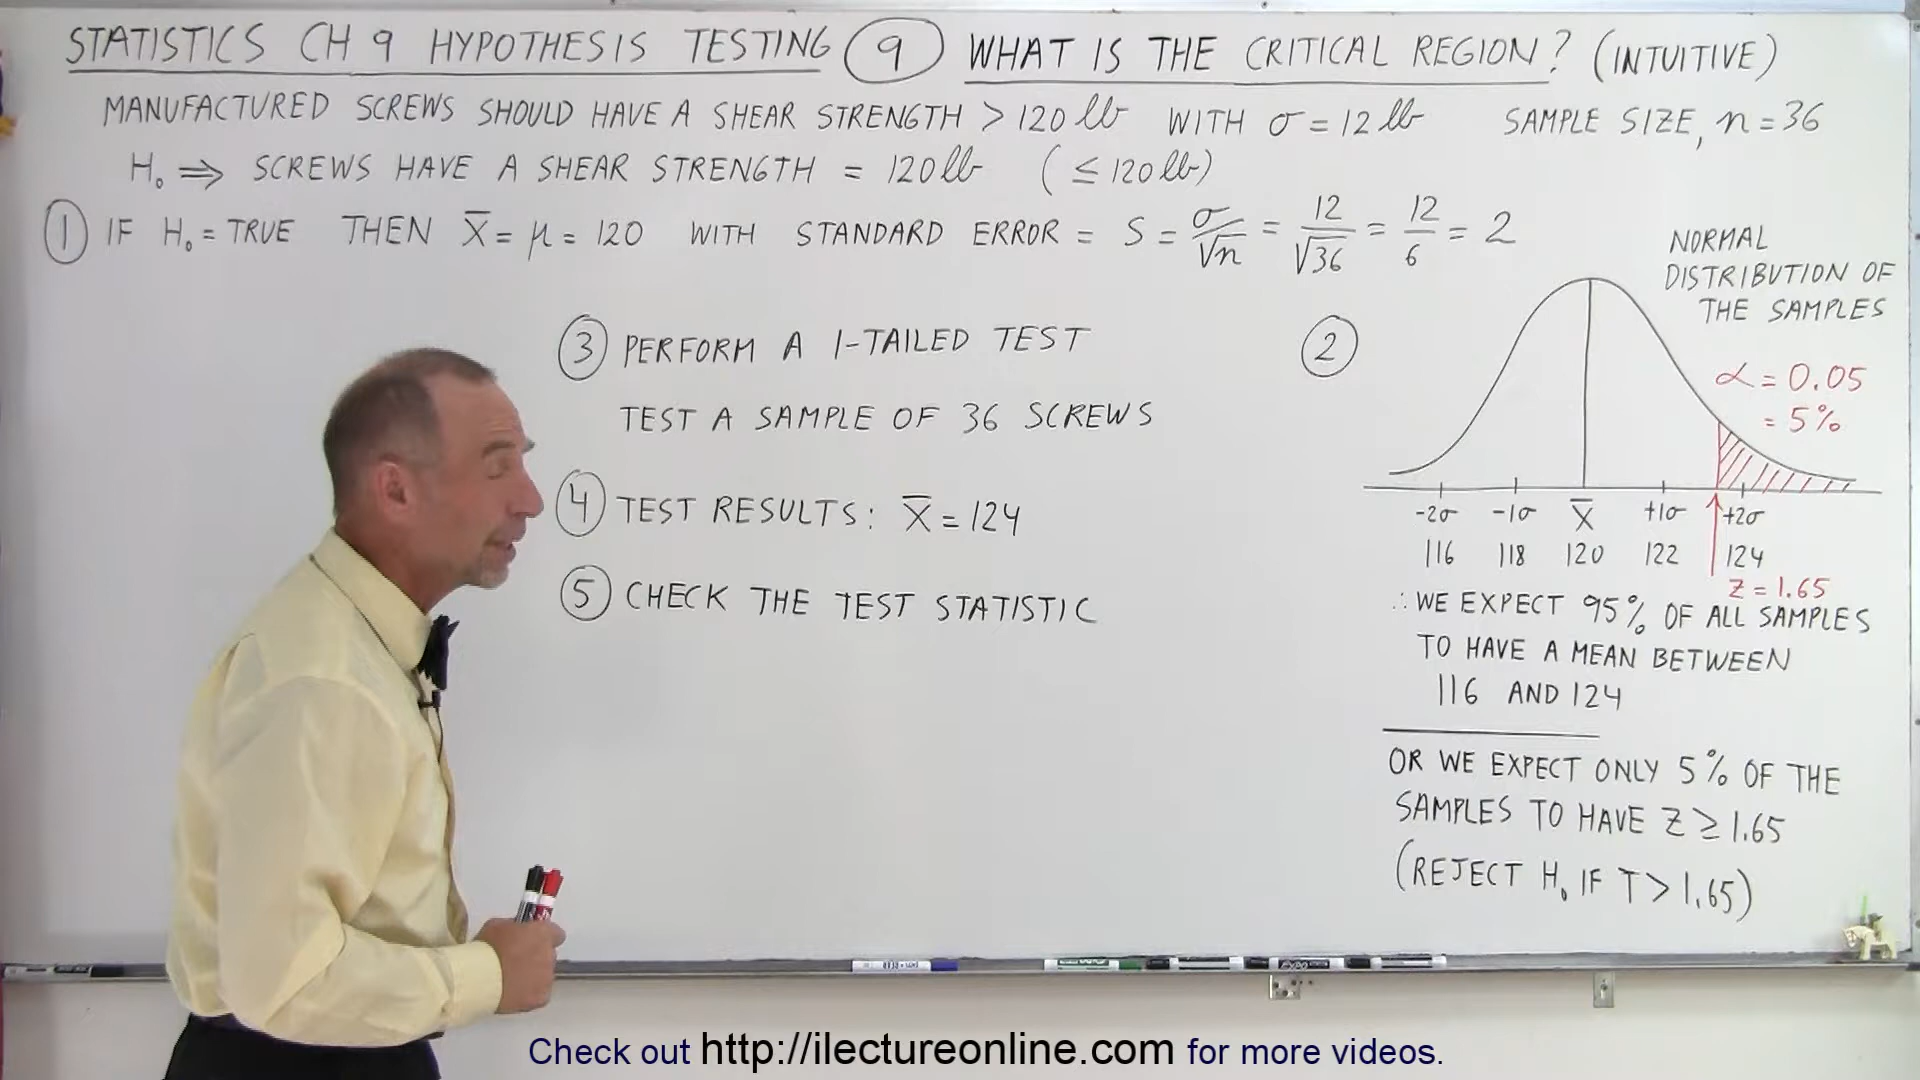 STATISTICS CH 9 HYPOTHESIS TESTING 9 WHAT IS THE CRITICAL REGION? (INTUITIVE)
MANUFACTURED SCREWS SHOULD HAVE A SHEAR STRENGTH > 120 lb WITH σ = 12 lb SAMPLE SIZE, n = 36
H₀ ⇒ SCREWS HAVE A SHEAR STRENGTH = 120 lb (≤ 120 lb)
1 IF H₀ = TRUE THEN X̄ = μ = 120 WITH STANDARD ERROR = S = σ/√n = 12/√36 = 12/6 = 2
3 PERFORM A 1-TAILED TEST
TEST A SAMPLE OF 36 SCREWS
4 TEST RESULTS: X̄ = 124
5 CHECK THE TEST STATISTIC
2
NORMAL
DISTRIBUTION OF
THE SAMPLES
α = 0.05
= 5%
-2σ -1σ X̄ +1σ +2σ
116 118 120 122 124
Z = 1.65
∴ WE EXPECT 95% OF ALL SAMPLES
TO HAVE A MEAN BETWEEN
116 AND 124
OR WE EXPECT ONLY 5% OF THE
SAMPLES TO HAVE Z ≥ 1.65
(REJECT H₀ IF T > 1.65)
Check out http://ilectureonline.com for more videos.